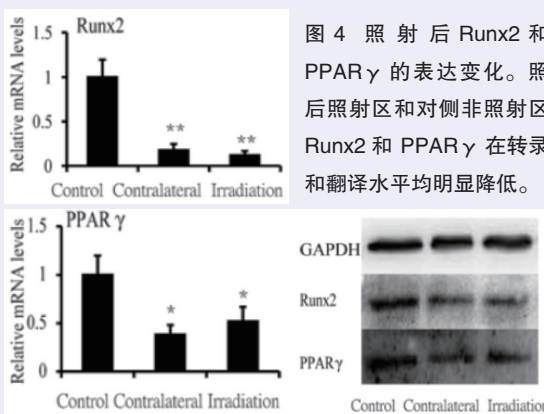 Runx2
Relative mRNA levels
1.5
1
0.5
0
**
**
Control Contralateral Irradiation
图 4 照 射 后 Runx2 和
PPARγ 的表达变化。照
后照射区和对侧非照射区
Runx2 和 PPARγ 在转录
和翻译水平均明显降低。
PPAR γ
Relative mRNA levels
1.5
1
0.5
0
*
*
Control Contralateral Irradiation
GAPDH
Runx2
PPARγ
Control Contralateral Irradiation